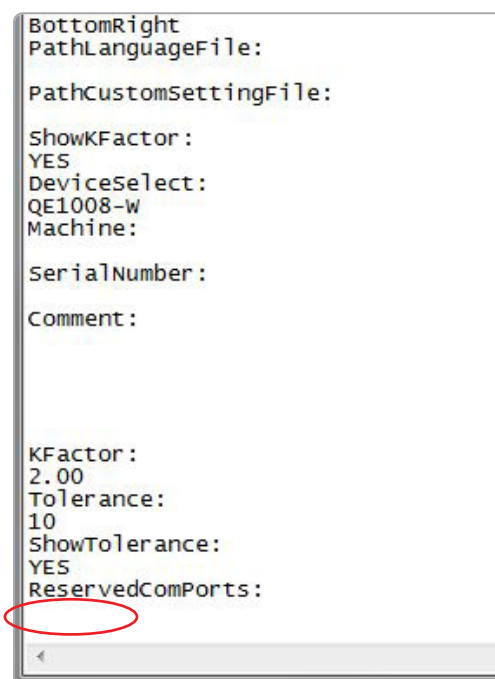 BottomRight
PathLanguageFile:
PathCustomSettingFile:
ShowKFactor:
YES
DeviceSelect:
QE1008-W
Machine:
SerialNumber:
Comment:
KFactor:
2.00
Tolerance:
10
ShowTolerance:
YES
ReservedComPorts: